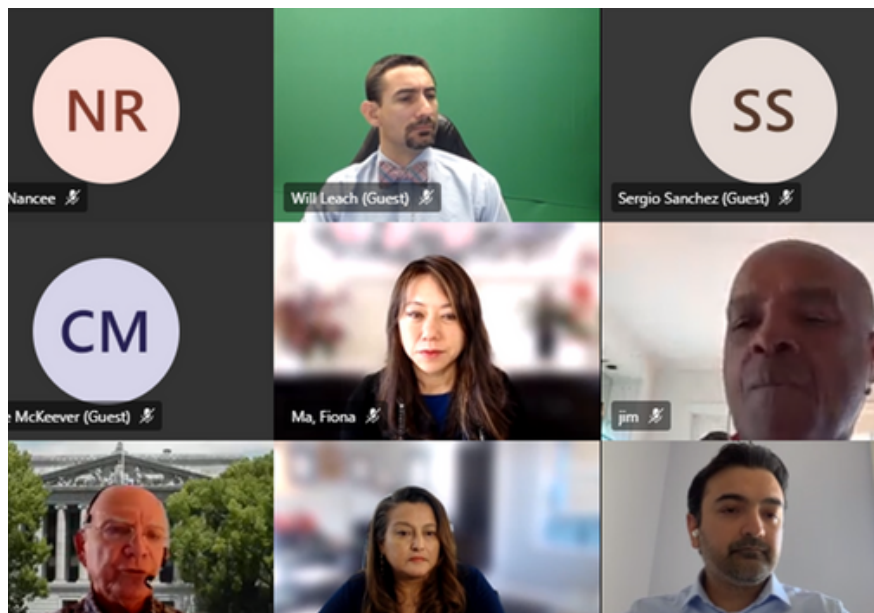 NR
Nancee
Will Leach (Guest)
SS
Sergio Sanchez (Guest)
CM
e McKeever (Guest)
Ma, Fiona
jim